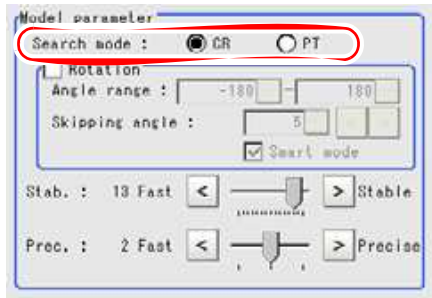 Model parameter
Search mode : CR PT
Rotation
Angle range : -180 - 180
Skipping angle : 5
Smart mode
Stab. : 13 Fast < > Stable
Prec. : 2 Fast < > Precise